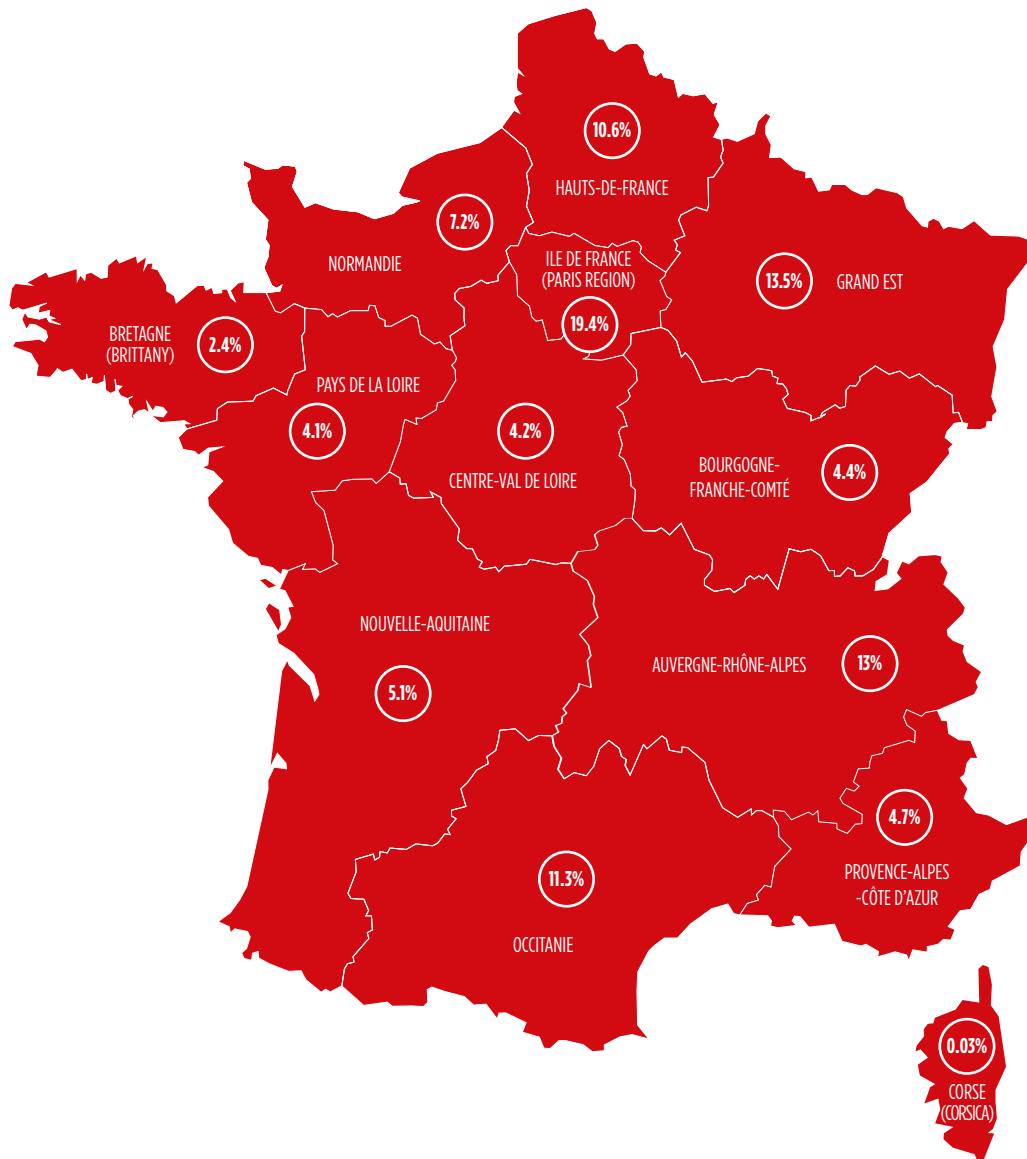 10.6%
HAUTS-DE-FRANCE
7.2%
NORMANDIE
ILE DE FRANCE
(PARIS REGION)
19.4%
13.5%
GRAND EST
BRETAGNE
(BRITTANY)
2.4%
PAYS DE LA LOIRE
4.1%
4.2%
CENTRE-VAL DE LOIRE
BOURGOGNE-
FRANCHE-COMTÉ
4.4%
NOUVELLE-AQUITAINE
5.1%
AUVERGNE-RHÔNE-ALPES
13%
4.7%
PROVENCE-ALPES
-CÔTE D'AZUR
11.3%
OCCITANIE
0.03%
CORSE
(CORSICA)